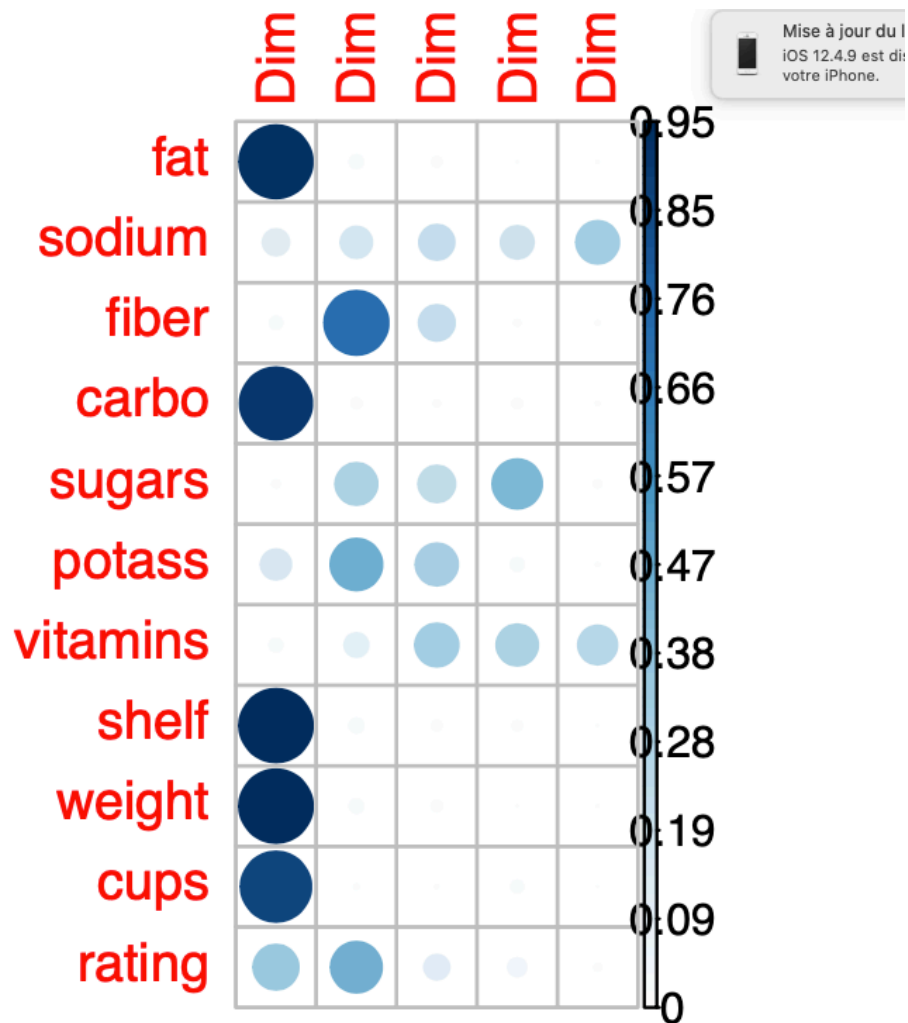 Dim Dim Dim Dim Dim
Mise à jour du
iOS 12.4.9 est
votre iPhone.
fat
sodium
fiber
carbo
sugars
potass
vitamins
shelf
weight
cups
rating
0.95
0.85
0.76
0.66
0.57
0.47
0.38
0.28
0.19
0.09
0